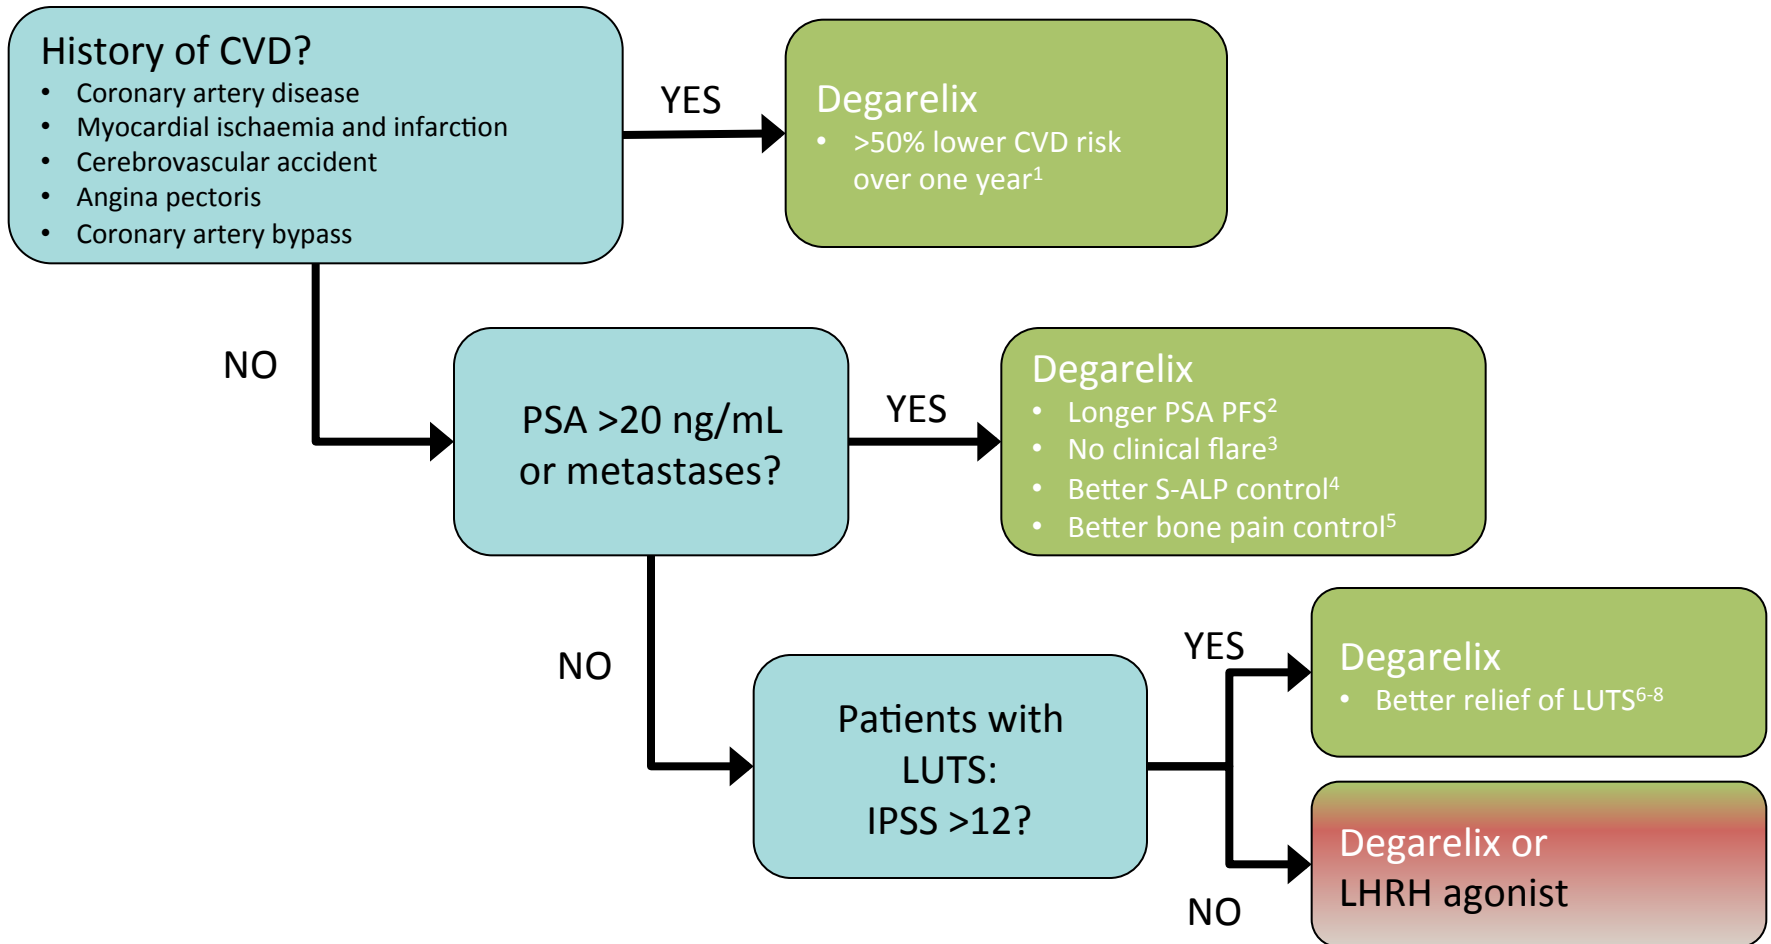 History of CVD?
• Coronary artery disease
• Myocardial ischaemia and infarction
• Cerebrovascular accident
• Angina pectoris
• Coronary artery bypass
YES
Degarelix
• >50% lower CVD risk
over one year¹
NO
PSA >20 ng/mL
or metastases?
YES
Degarelix
• Longer PSA PFS²
• No clinical flare³
• Better S-ALP control⁴
• Better bone pain control⁵
NO
Patients with
LUTS:
IPSS >12?
YES
Degarelix
• Better relief of LUTS⁶⁻⁸
NO
Degarelix or
LHRH agonist